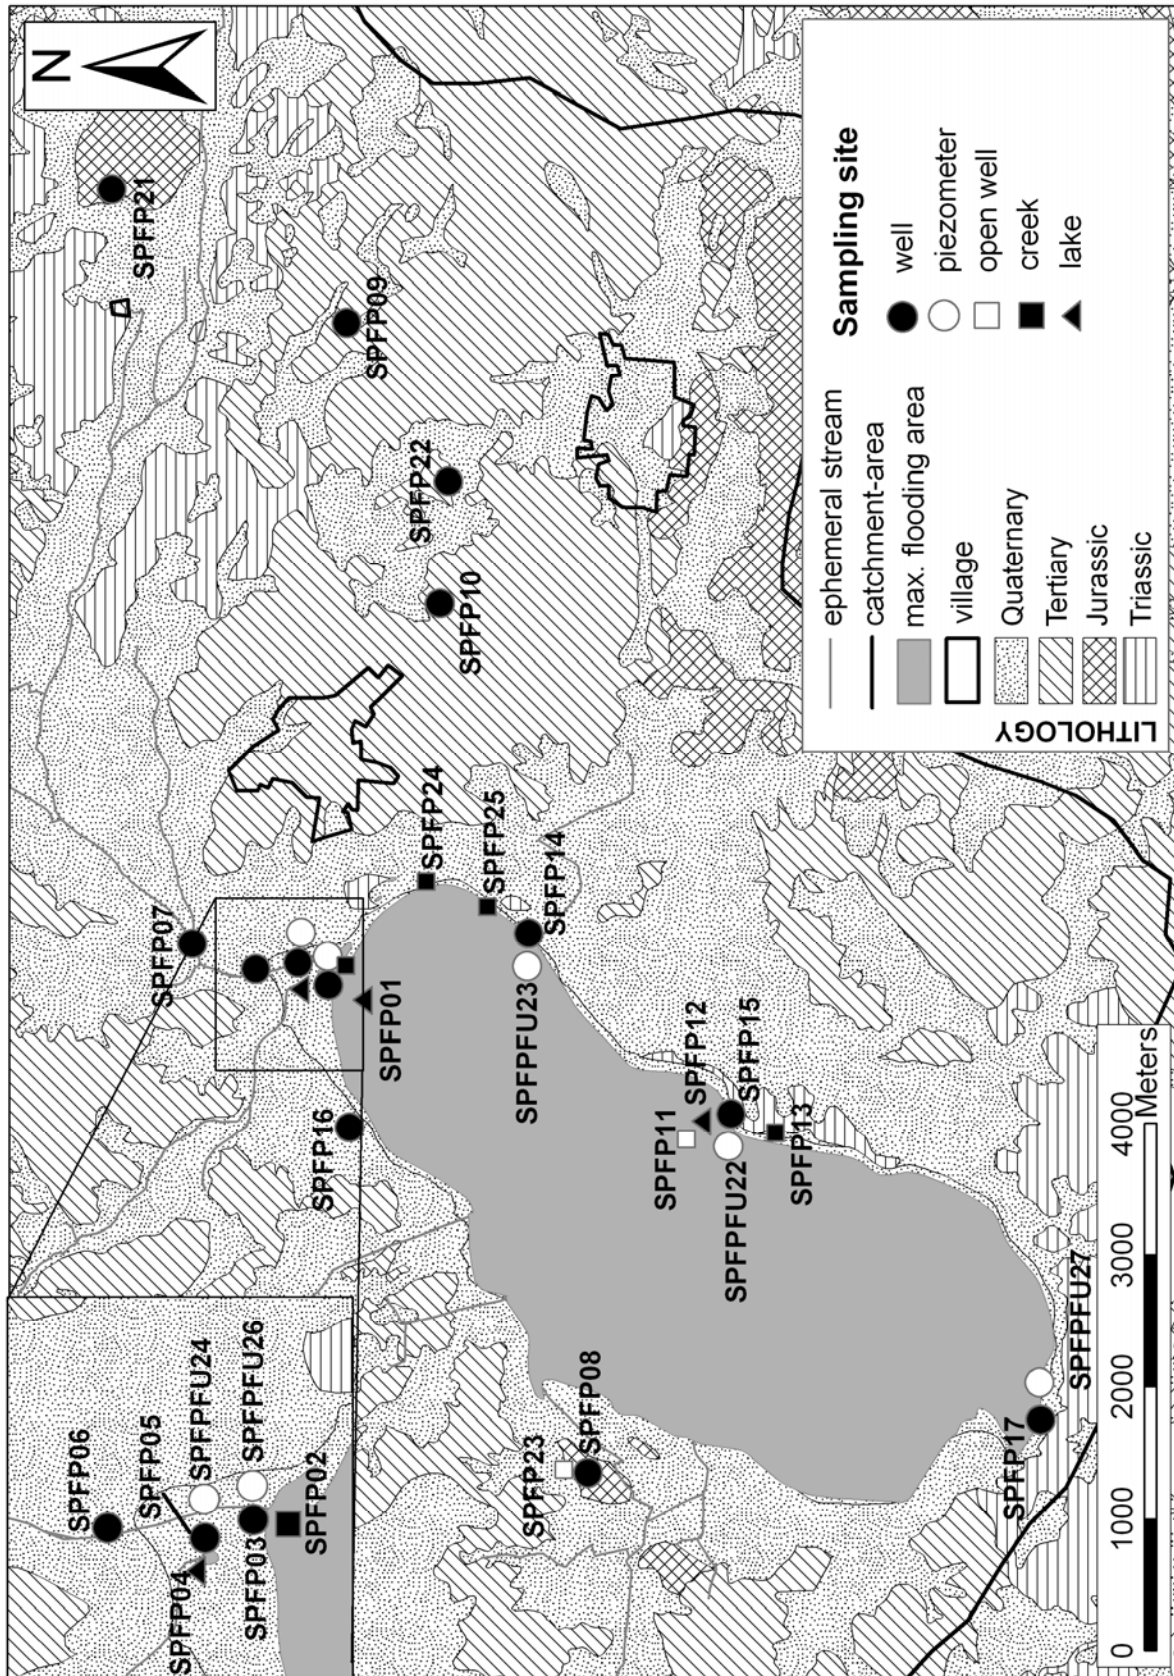 N
SPFP21
SPFP09
SPFP22
SPFP10
SPFP24
SPFP25
SPFP14
SPFPFU23
SPFP07
SPFP01
SPFP16
SPFP12
SPFP15
SPFP11
SPFPFU22
SPFP13
SPFP08
SPFP23
SPFP17
SPFPFU27
SPFP06
SPFP05
SPFPFU24
SPFPFU26
SPFP04
SPFP03
SPFP02
0 1000 2000 3000 4000
Meters
ephemeral stream
catchment-area
max. flooding area
village
LITHOLOGY
Quaternary
Tertiary
Jurassic
Triassic
Sampling site
well
piezometer
open well
creek
lake